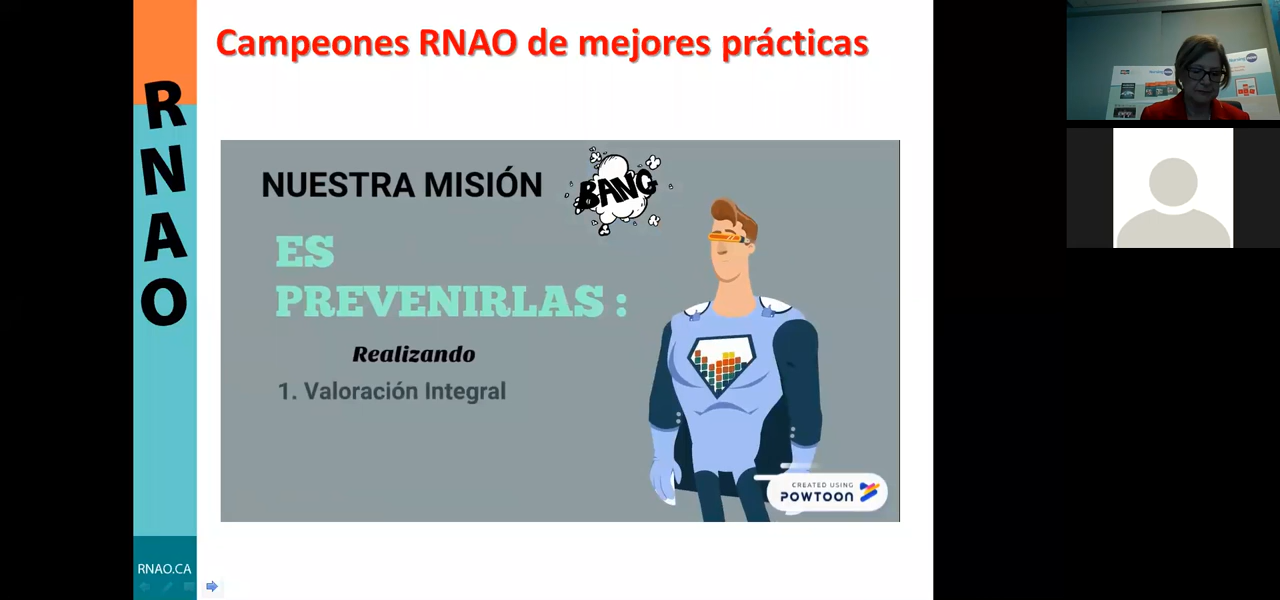 Campeones RNAO de mejores prácticas
RNAO
NUESTRA MISIÓN
BANG
ES
PREVENIRLAS :
Realizando
1. Valoración Integral
CREATED USING
POWTOON
RNAO.CA